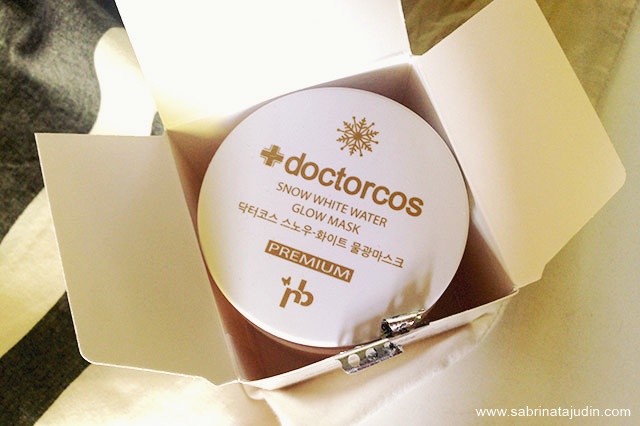 doctorcos
SNOW WHITE WATER
GLOW MASK
닥터코스 스노우-화이트 물광마스크
PREMIUM
nb
www.sabrinatajudin.com